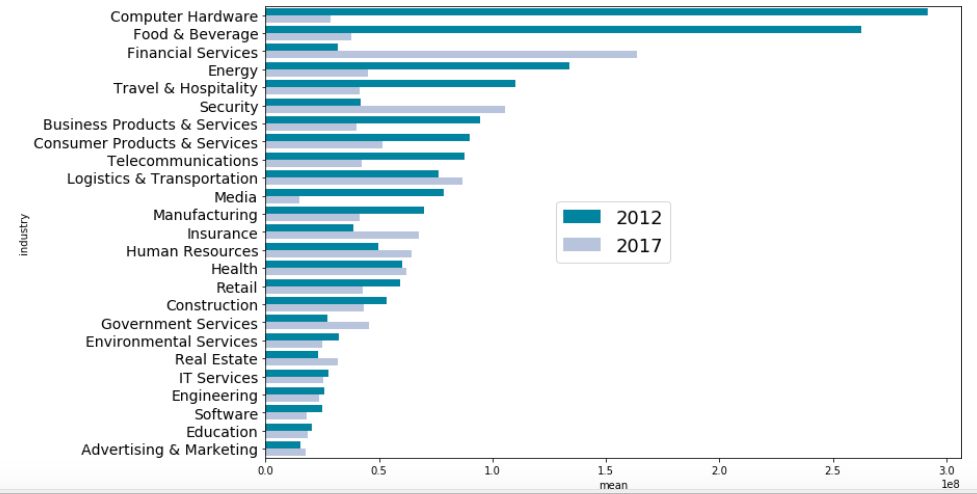 Computer Hardware
Food & Beverage
Financial Services
Energy
Travel & Hospitality
Security
Business Products & Services
Consumer Products & Services
Telecommunications
Logistics & Transportation
Media
Manufacturing
Insurance
Human Resources
Health
Retail
Construction
Government Services
Environmental Services
Real Estate
IT Services
Engineering
Software
Education
Advertising & Marketing
industry
2012
2017
0.0 0.5 1.0 1.5 2.0 2.5 3.0
mean
1e8